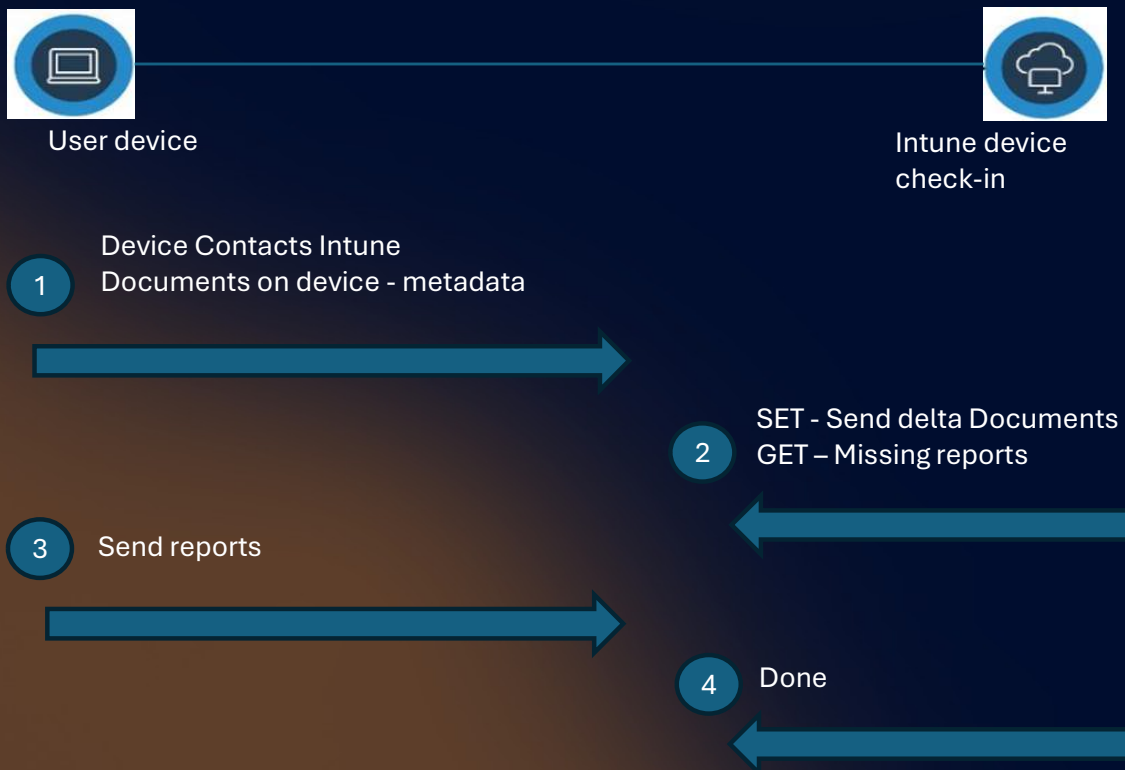 User device
Intune device
check-in
1
Device Contacts Intune
Documents on device - metadata
2
SET - Send delta Documents
GET – Missing reports
3
Send reports
4
Done